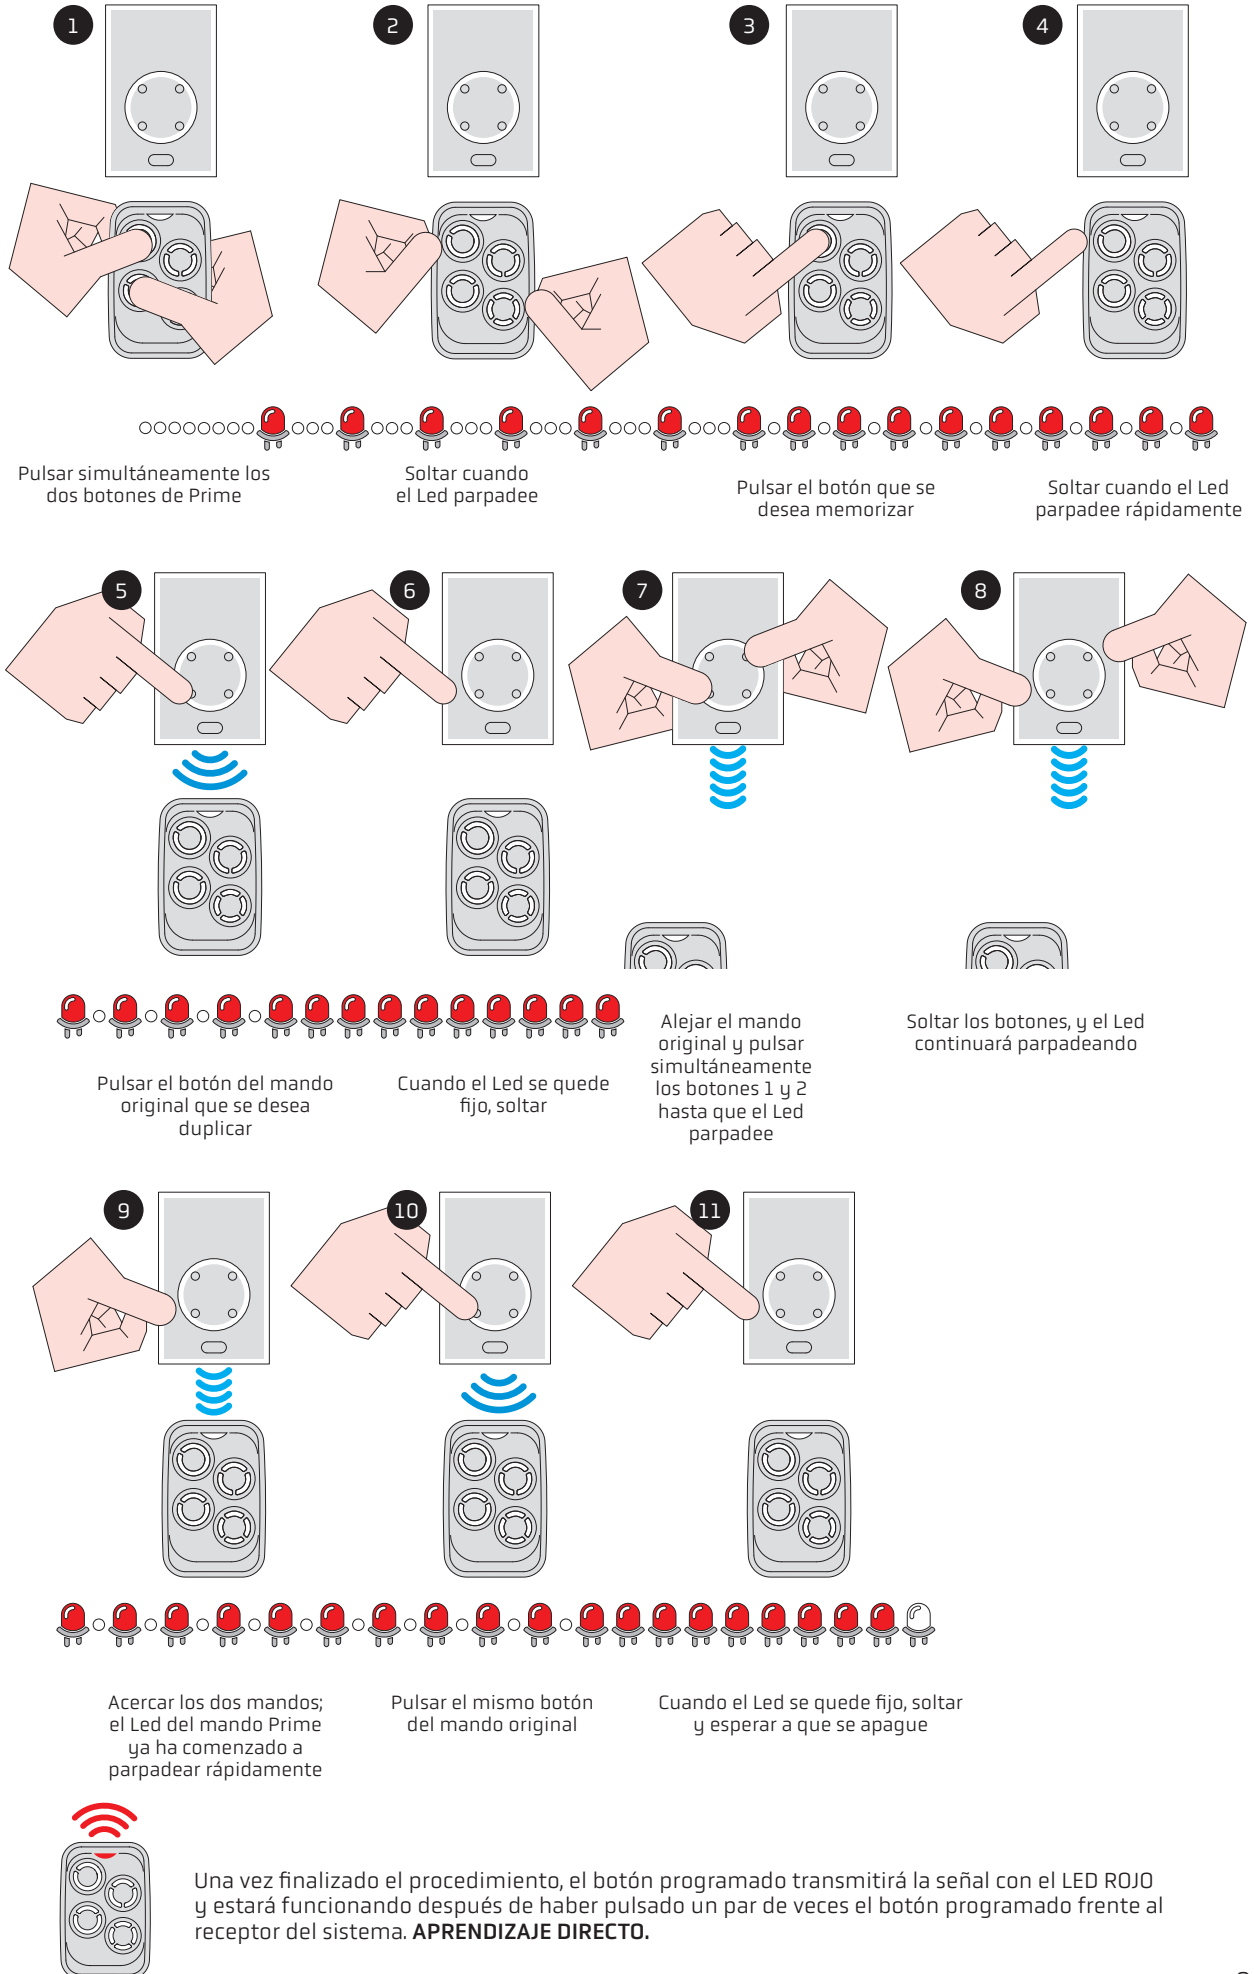 1
2
3
4
Pulsar simultáneamente los
dos botones de Prime
Soltar cuando
el Led parpadee
Pulsar el botón que se
desea memorizar
Soltar cuando el Led
parpadee rápidamente
5
6
7
8
Pulsar el botón del mando
original que se desea
duplicar
Cuando el Led se quede
fijo, soltar
Alejar el mando
original y pulsar
simultáneamente
los botones 1 y 2
hasta que el Led
parpadee
Soltar los botones, y el Led
continuará parpadeando
9
10
11
Acercar los dos mandos;
el Led del mando Prime
ya ha comenzado a
parpadear rápidamente
Pulsar el mismo botón
del mando original
Cuando el Led se quede fijo, soltar
y esperar a que se apague
Una vez finalizado el procedimiento, el botón programado transmitirá la señal con el LED ROJO
y estará funcionando después de haber pulsado un par de veces el botón programado frente al
receptor del sistema. APRENDIZAJE DIRECTO.